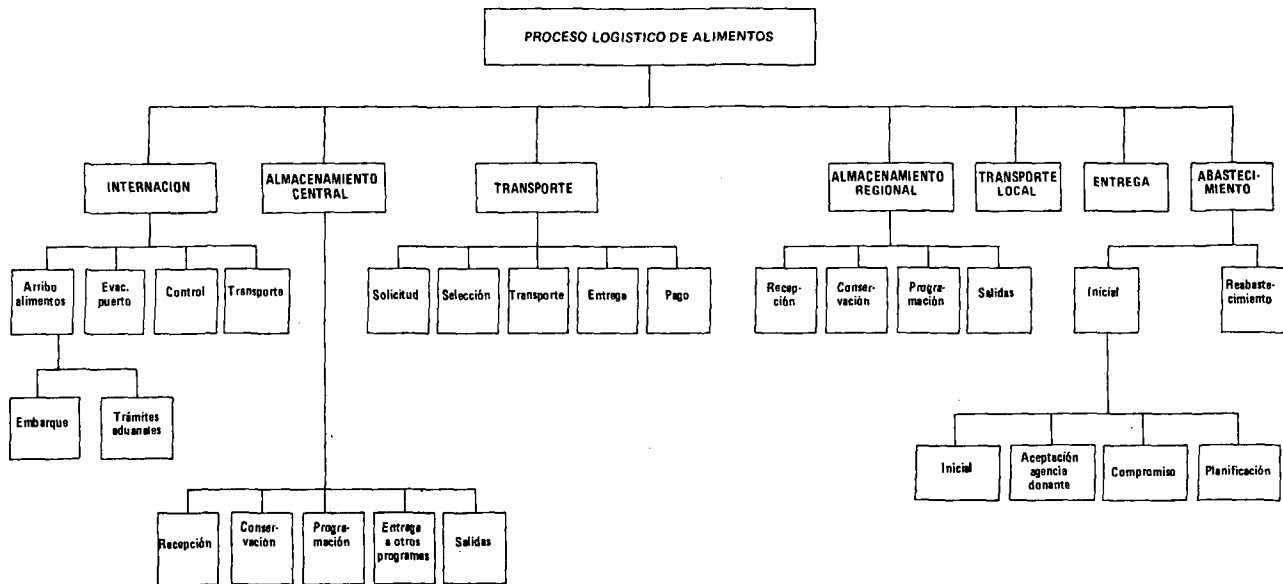 PROCESO LOGISTICO DE ALIMENTOS
INTERNACION
ALMACENAMIENTO
CENTRAL
TRANSPORTE
ALMACENAMIENTO
REGIONAL
TRANSPORTE
LOCAL
ENTREGA
ABASTECI-
MIENTO
Arribo
alimentos
Evac.
puerto
Control
Transporte
Solicitud
Selección
Transporte
Entrega
Pago
Recep-
ción
Conser-
vación
Progra-
mación
Salidas
Inicial
Reabaste-
cimiento
Embarque
Trámites
aduanales
Inicial
Aceptación
agencia
donante
Compromiso
Planificación
Recepción
Conser-
vación
Progra-
mación
Entrega
a otros
programas
Salidas